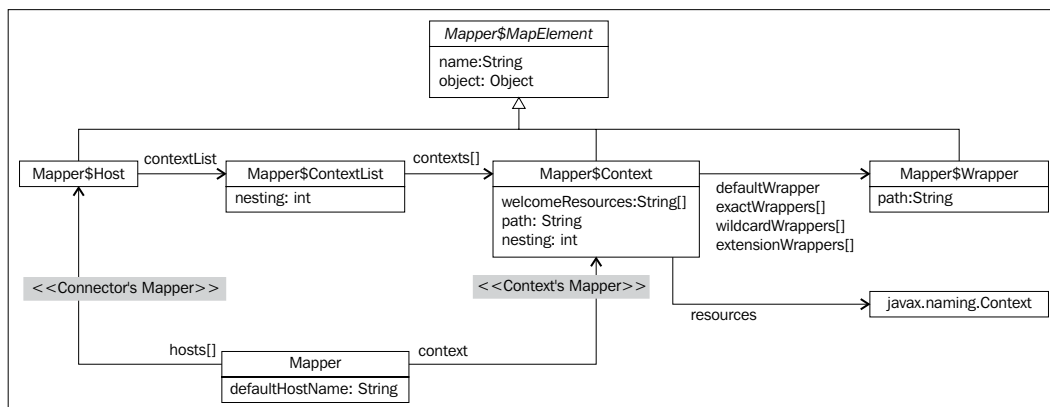 Mapper$MapElement
name:String
object: Object
Mapper$Host
contextList
Mapper$ContextList
nesting: int
contexts[]
Mapper$Context
welcomeResources:String[]
path: String
nesting: int
defaultWrapper
exactWrappers[]
wildcardWrappers[]
extensionWrappers[]
Mapper$Wrapper
path:String
<<Connector's Mapper>>
<<Context's Mapper>>
resources
javax.naming.Context
hosts[]
Mapper
defaultHostName: String
context